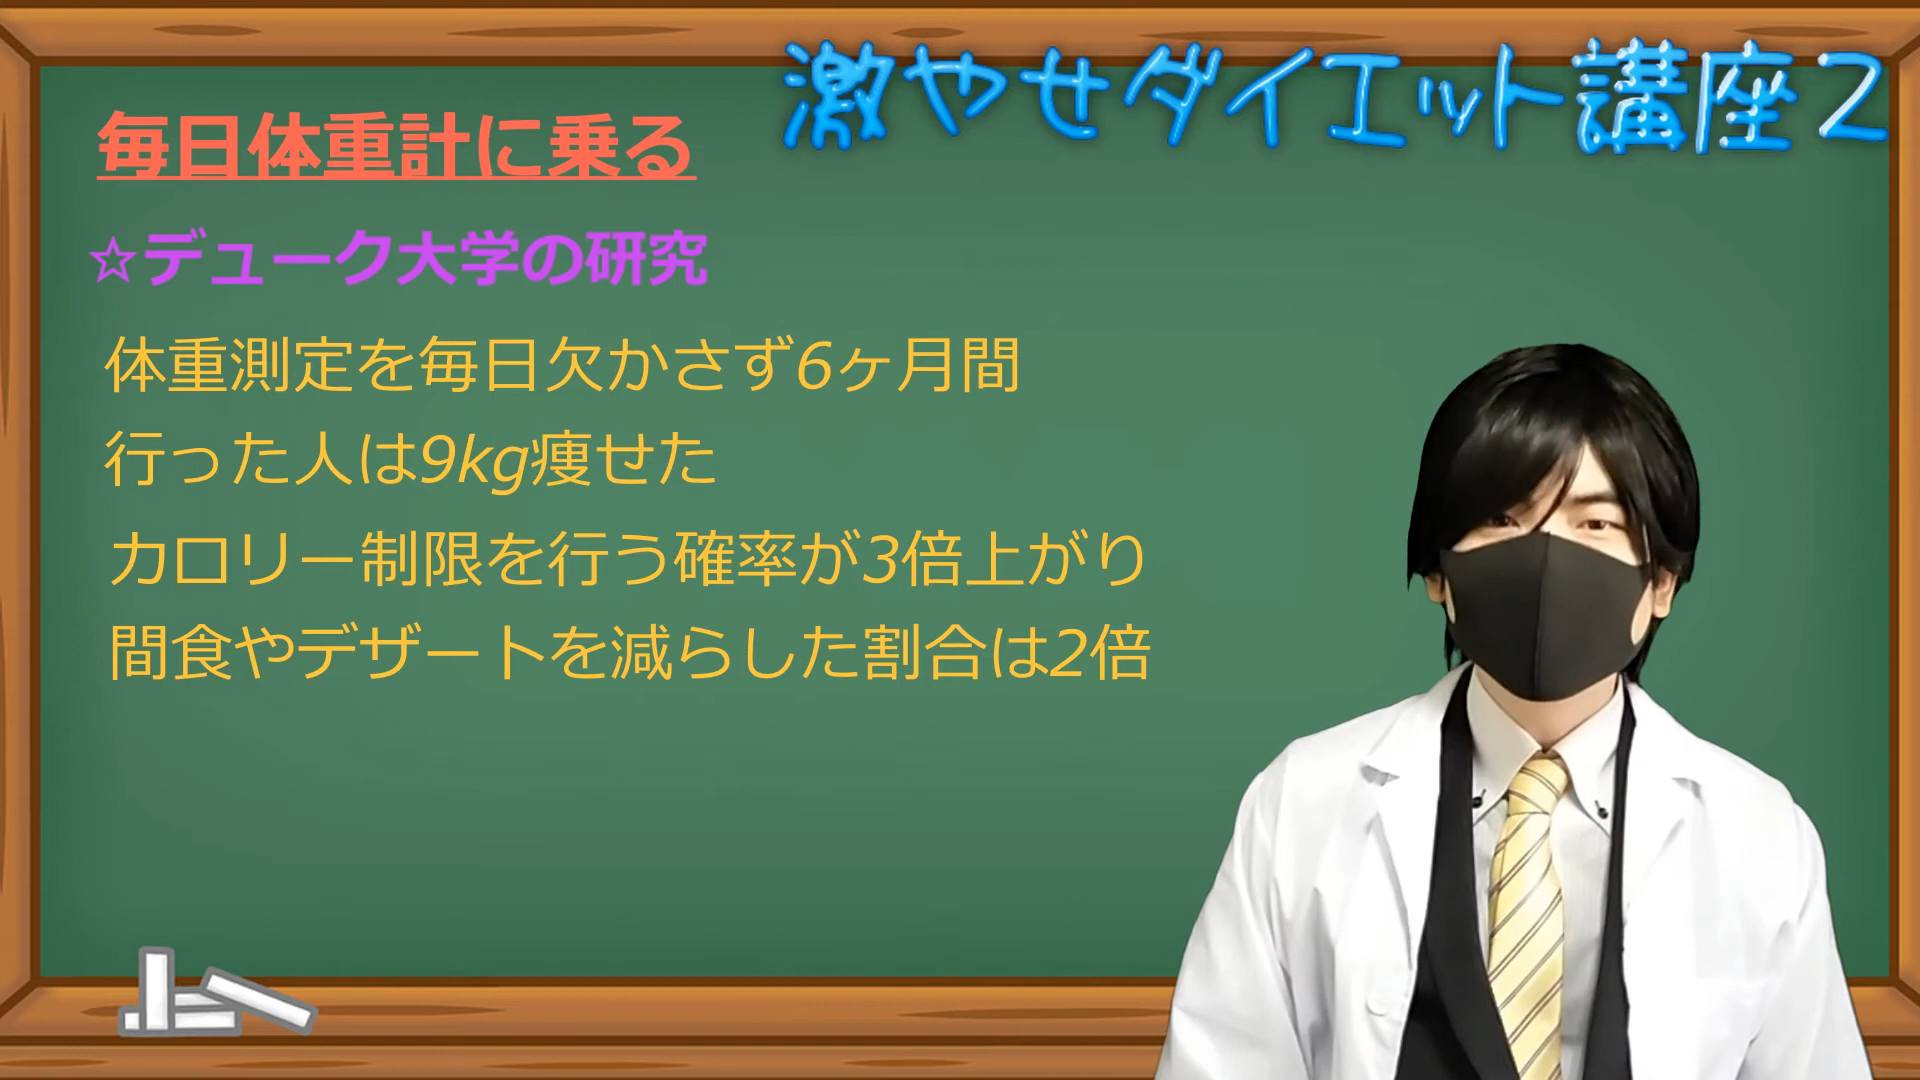 激やせダイエット講座2
毎日体重計に乗る
☆デューク大学の研究
体重測定を毎日欠かさず6ヶ月間
行った人は9kg痩せた
カロリー制限を行う確率が3倍上がり
間食やデザートを減らした割合は2倍